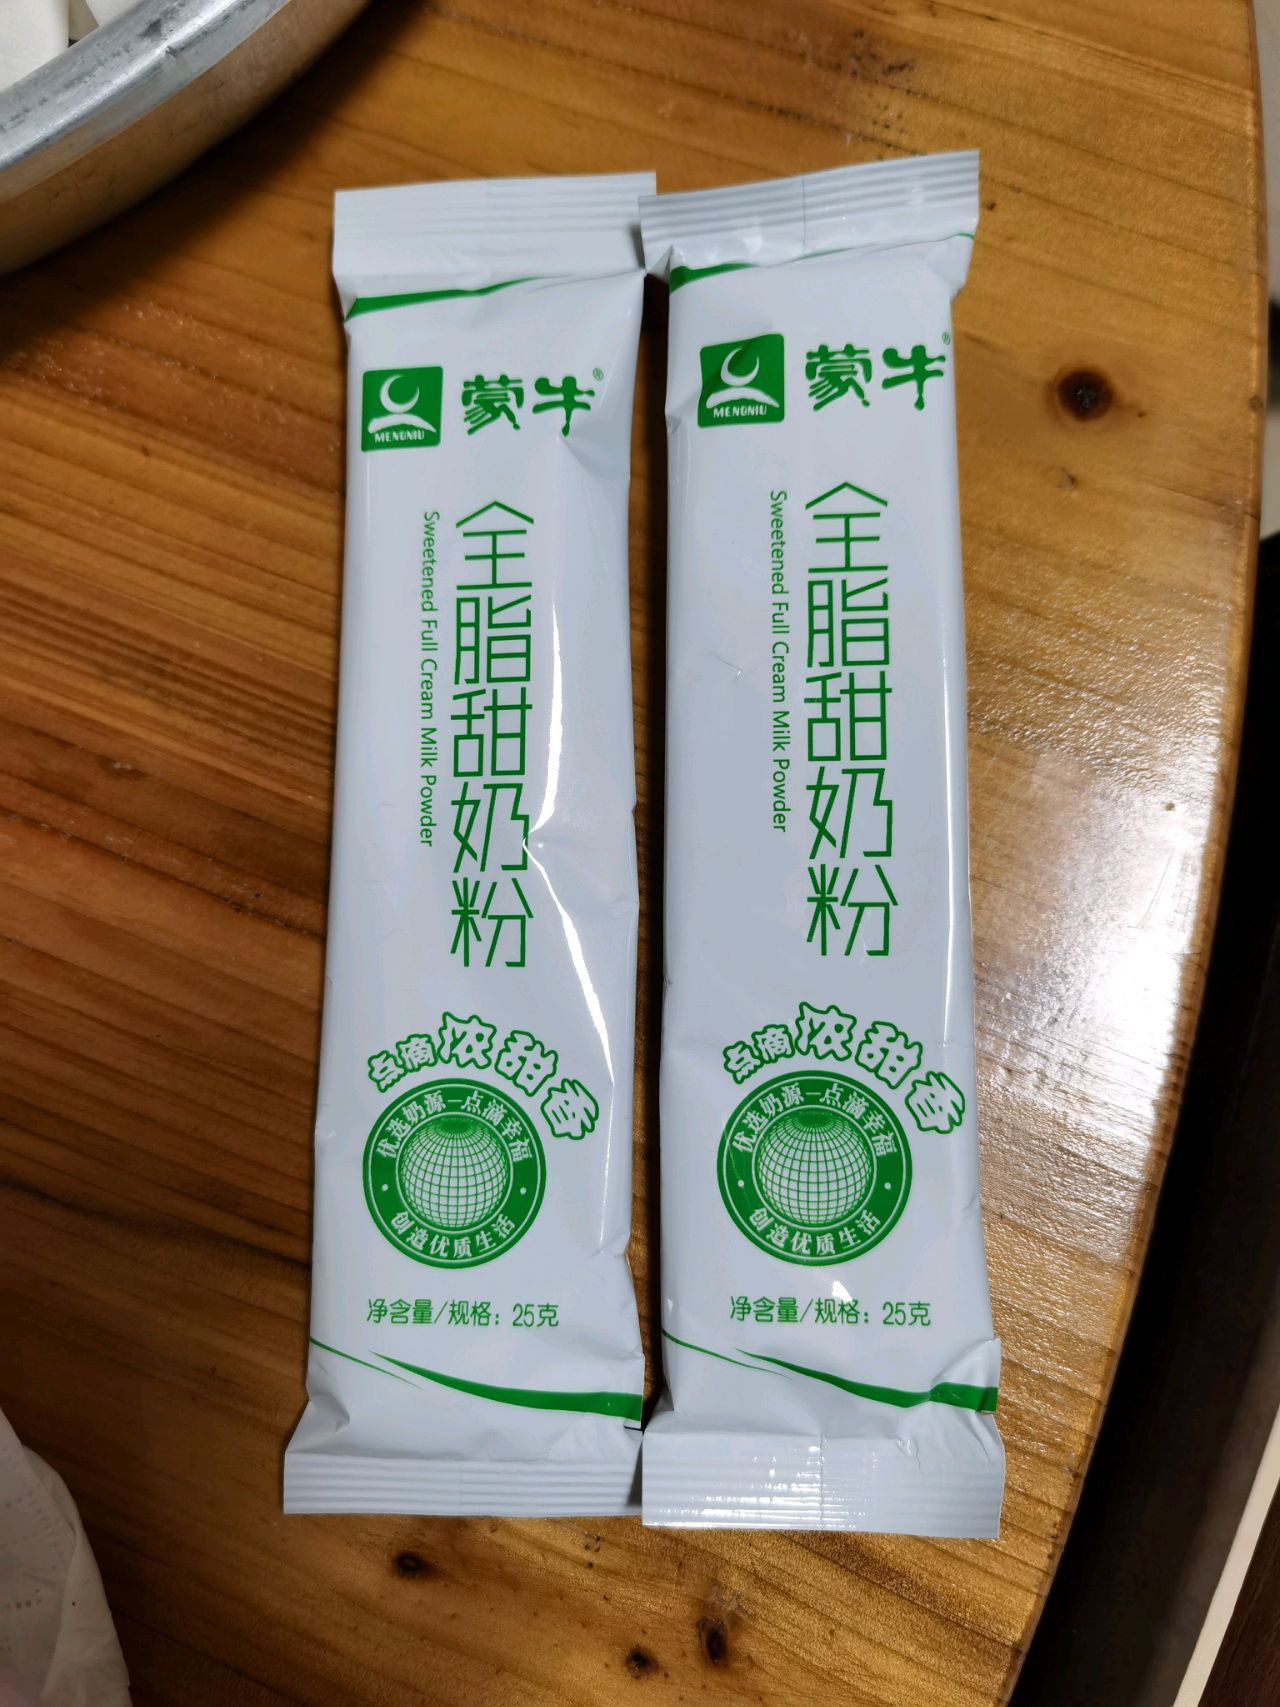 MENGNIU
蒙牛®
全脂甜奶粉
Sweetened Full Cream Milk Powder
点滴浓甜香
优选奶源一点滴幸福
创造优质生活
净含量/规格：25克
MENGNIU
蒙牛®
全脂甜奶粉
Sweetened Full Cream Milk Powder
点滴浓甜香
优选奶源一点滴幸福
创造优质生活
净含量/规格：25克